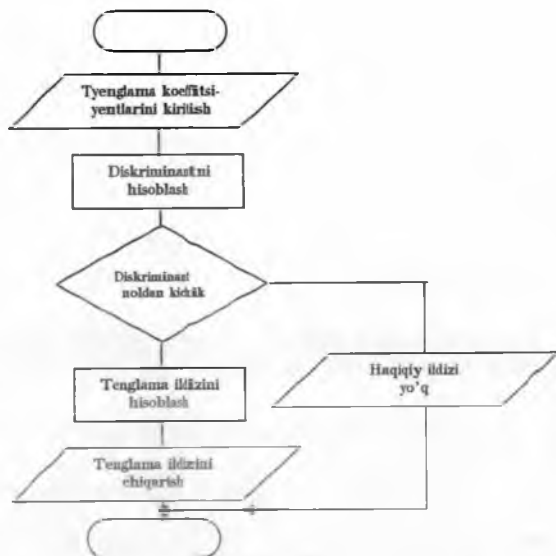 Tyenglama koeffitsi-
yentlarini kiritish
Diskriminantni
hisoblash
Diskriminant
noldan kichik
Tenglama ildizini
hisoblash
Haqiqiy ildizi
yo'q
Tenglama ildizini
chiqarish